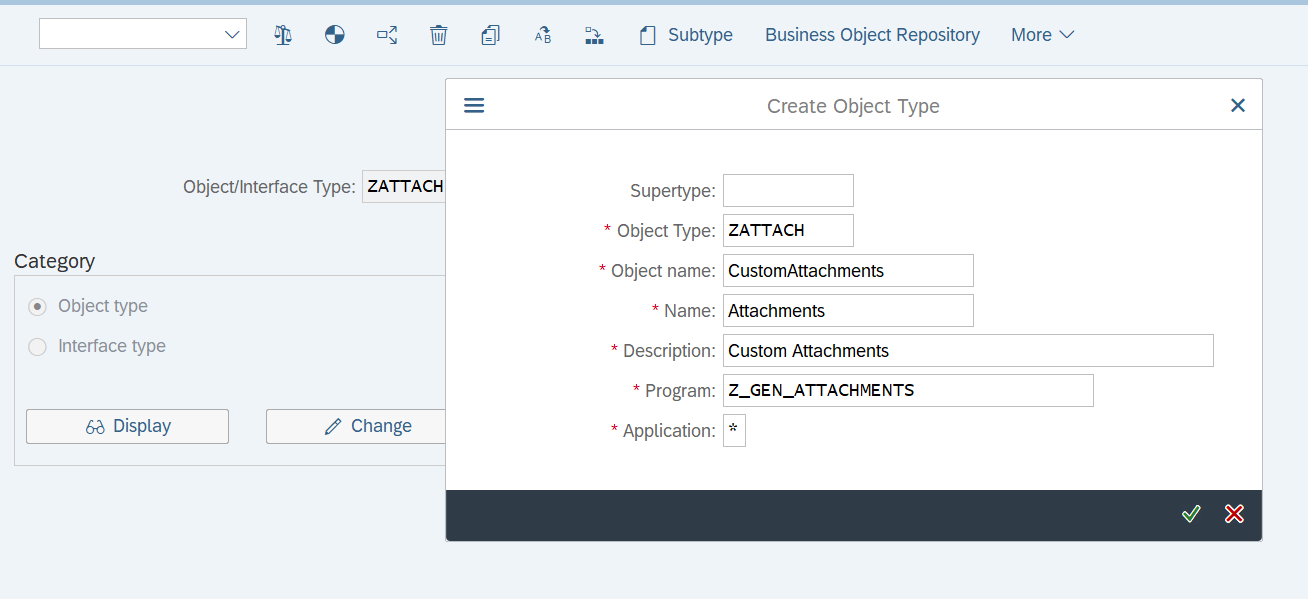 Subtype Business Object Repository More
Create Object Type
Object/Interface Type: ZATTACH
Category
Object type
Interface type
Display Change
Supertype:
* Object Type: ZATTACH
* Object name: CustomAttachments
* Name: Attachments
* Description: Custom Attachments
* Program: Z_GEN_ATTACHMENTS
* Application: *